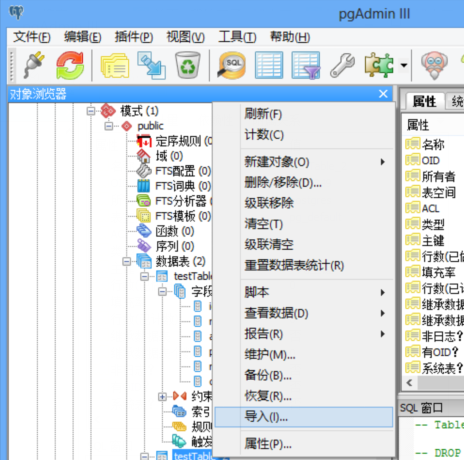 pgAdmin III
文件(F) 编辑(E) 插件(P) 视图(V) 工具(T) 帮助(H)
SQL
对象浏览器
模式 (1)
public
定序规则 (0
域 (0)
FTS配置 (0)
FTS词典 (0)
FTS分析器
FTS模板 (0)
函数 (0)
序列 (0)
数据表 (2)
testTabl
字段
约束
索引
规则
触发
testTabl
刷新(F)
计数(C)
新建对象(O)
删除/移除(D)...
级联移除
清空(T)
级联清空
重置数据表统计(R)
脚本
查看数据(D)
报告(R)
维护(M)...
备份(B)...
恢复(R)...
导入(I)...
属性(P)...
属性
统
属性
名称
OID
所有者
表空间
ACL
类型
主键
行数(已估
填充率
行数(已计
继承数据
继承数据
非日志?
有OID?
系统表?
SQL 窗口
-- Table
-- DROP